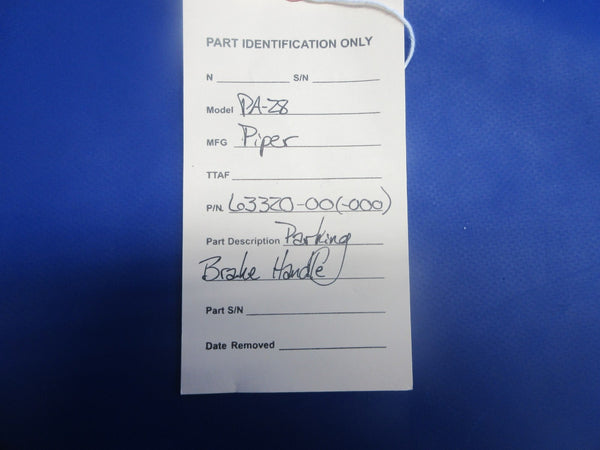 PART IDENTIFICATION ONLY
N S/N
Model PA-28
MFG Piper
TTAF
P/N. 63320-00(-000)
Part Description Parking
Brake Handle
Part S/N
Date Removed